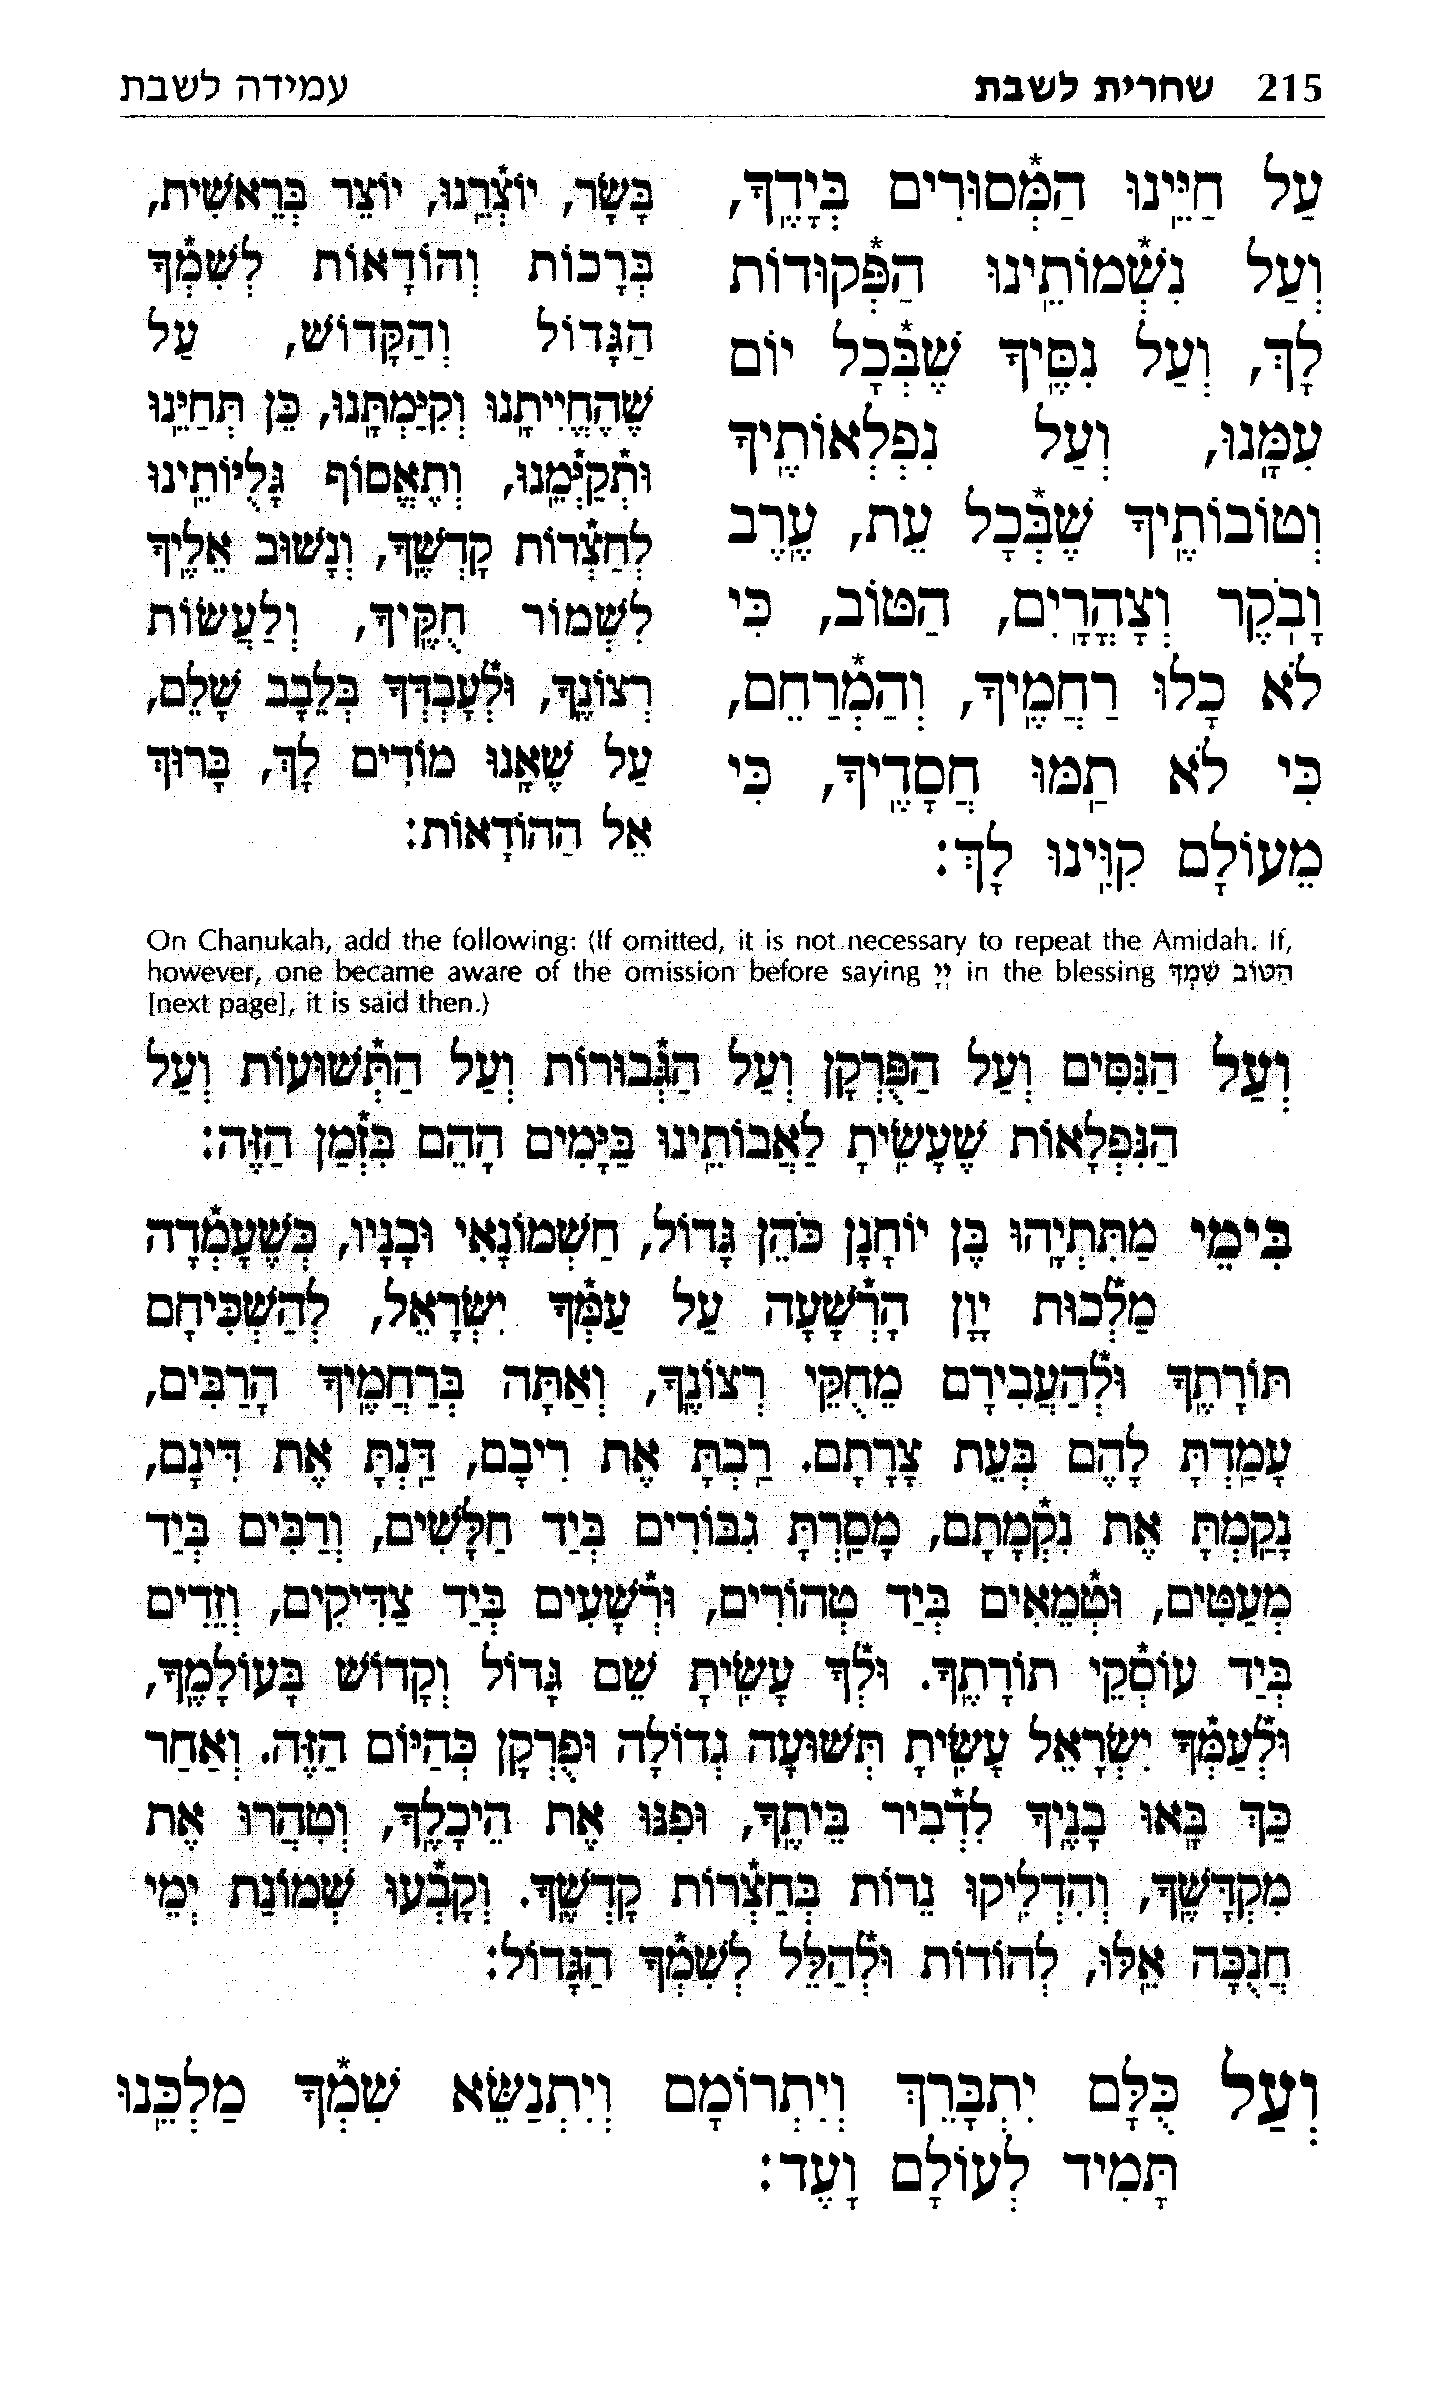 215 שחרית לשבת עמידה לשבת
עַל חַיֵּינוּ הַמְּסוּרִים בְּיָדֶךָ,
וְעַל נִשְׁמוֹתֵינוּ הַפְּקוּדוֹת
לָךְ, וְעַל נִסֶּיךָ שֶׁבְּכָל יוֹם
עִמָּנוּ, וְעַל נִפְלְאוֹתֶיךָ
וְטוֹבוֹתֶיךָ שֶׁבְּכָל עֵת, עֶרֶב
וָבֹקֶר וְצָהֳרָיִם, הַטּוֹב, כִּי
לֹא כָלוּ רַחֲמֶיךָ, וְהַמְרַחֵם,
כִּי לֹא תַמּוּ חֲסָדֶיךָ, כִּי
מֵעוֹלָם קִוִּינוּ לָךְ:
בָּשָׂר, יוֹצְרֵנוּ, יוֹצֵר בְּרֵאשִׁית,
בְּרָכוֹת וְהוֹדָאוֹת לְשִׁמְךָ
הַגָּדוֹל וְהַקָּדוֹשׁ, עַל
שֶׁהֶחֱיִיתָנוּ וְקִיַּמְתָּנוּ, כֵּן תְּחַיֵּנוּ
וּתְקַיְּמֵנוּ, וְתֶאֱסוֹף גָּלֻיּוֹתֵינוּ
לְחַצְרוֹת קָדְשֶׁךָ, וְנָשׁוּב אֵלֶיךָ
לִשְׁמוֹר חֻקֶּיךָ, וְלַעֲשׂוֹת
רְצוֹנֶךָ, וּלְעָבְדְּךָ בְּלֵבָב שָׁלֵם,
עַל שֶׁאָנוּ מוֹדִים לָךְ, בָּרוּךְ
אֵל הַהוֹדָאוֹת:
On Chanukah, add the following: (If omitted, it is not necessary to repeat the Amidah. If,
however, one became aware of the omission before saying יְיָ in the blessing הַטּוֹב שִׁמְךָ
[next page], it is said then.)
וְעַל הַנִּסִּים וְעַל הַפֻּרְקָן וְעַל הַגְּבוּרוֹת וְעַל הַתְּשׁוּעוֹת וְעַל
הַנִּפְלָאוֹת שֶׁעָשִׂיתָ לַאֲבוֹתֵינוּ בַּיָּמִים הָהֵם בִּזְּמַן הַזֶּה:
בִּימֵי מַתִּתְיָהוּ בֶּן יוֹחָנָן כֹּהֵן גָּדוֹל, חַשְׁמוֹנָאִי וּבָנָיו, כְּשֶׁעָמְדָה
מַלְכוּת יָוָן הָרְשָׁעָה עַל עַמְּךָ יִשְׂרָאֵל, לְהַשְׁכִּיחָם
תּוֹרָתֶךָ וּלְהַעֲבִירָם מֵחֻקֵּי רְצוֹנֶךָ, וְאַתָּה בְּרַחֲמֶיךָ הָרַבִּים,
עָמַדְתָּ לָהֶם בְּעֵת צָרָתָם. רַבְתָּ אֶת רִיבָם, דַּנְתָּ אֶת דִּינָם,
נָקַמְתָּ אֶת נִקְמָתָם, מָסַרְתָּ גִבּוֹרִים בְּיַד חַלָּשִׁים, וְרַבִּים בְּיַד
מְעַטִּים, וּטְמֵאִים בְּיַד טְהוֹרִים, וּרְשָׁעִים בְּיַד צַדִּיקִים, וְזֵדִים
בְּיַד עוֹסְקֵי תוֹרָתֶךָ. וּלְךָ עָשִׂיתָ שֵׁם גָּדוֹל וְקָדוֹשׁ בָּעוֹלָמֶךָ,
וּלְעַמְּךָ יִשְׂרָאֵל עָשִׂיתָ תְּשׁוּעָה גְדוֹלָה וּפֻרְקָן כְּהַיּוֹם הַזֶּה. וְאַחַר
כַּךְ בָּאוּ בָנֶיךָ לִדְבִיר בֵּיתֶךָ, וּפִנּוּ אֶת הֵיכָלֶךָ, וְטִהֲרוּ אֶת
מִקְדָּשֶׁךָ, וְהִדְלִיקוּ נֵרוֹת בְּחַצְרוֹת קָדְשֶׁךָ. וְקָבְעוּ שְׁמוֹנַת יְמֵי
חֲנֻכָּה אֵלּוּ, לְהוֹדוֹת וּלְהַלֵּל לְשִׁמְךָ הַגָּדוֹל:
וְעַל כֻּלָּם יִתְבָּרֵךְ וְיִתְרוֹמָם וְיִתְנַשֵּׂא שִׁמְךָ מַלְכֵּנוּ
תָּמִיד לְעוֹלָם וָעֶד: